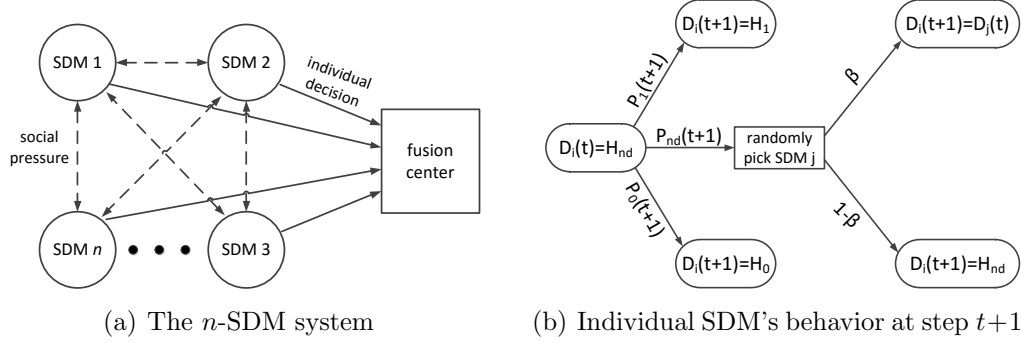 SDM 1
SDM 2
individual
decision
social
pressure
fusion
center
SDM n
SDM 3
(a) The n-SDM system
Dᵢ(t+1)=H₁
Dᵢ(t+1)=Dⱼ(t)
P₁(t+1)
β
Dᵢ(t)=Hₙd
Pₙd(t+1)
randomly
pick SDM j
P₀(t+1)
1-β
Dᵢ(t+1)=H₀
Dᵢ(t+1)=Hₙd
(b) Individual SDM's behavior at step t+1